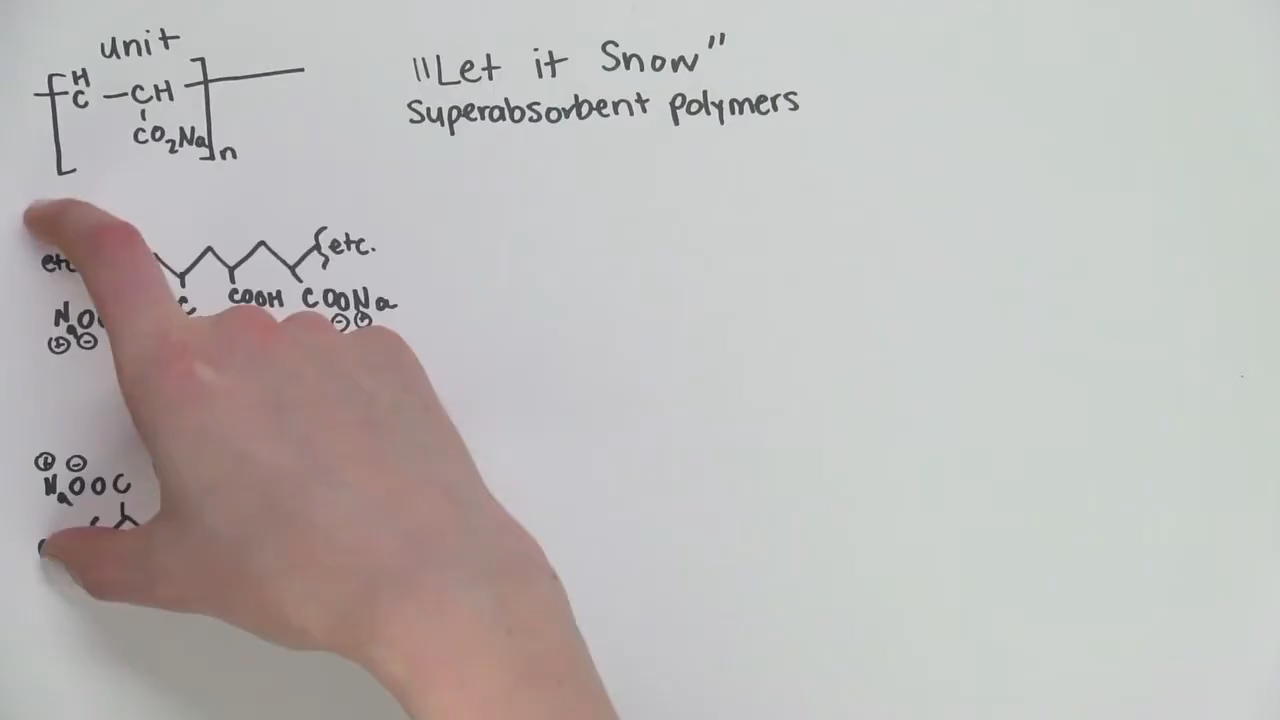 unit
"Let it Snow"
superabsorbent polymers
H
C — CH
CO₂Na
n
etc.
C COOH COONa
⊖ ⊕
⊕ ⊖
⊕ ⊖
NaOOC